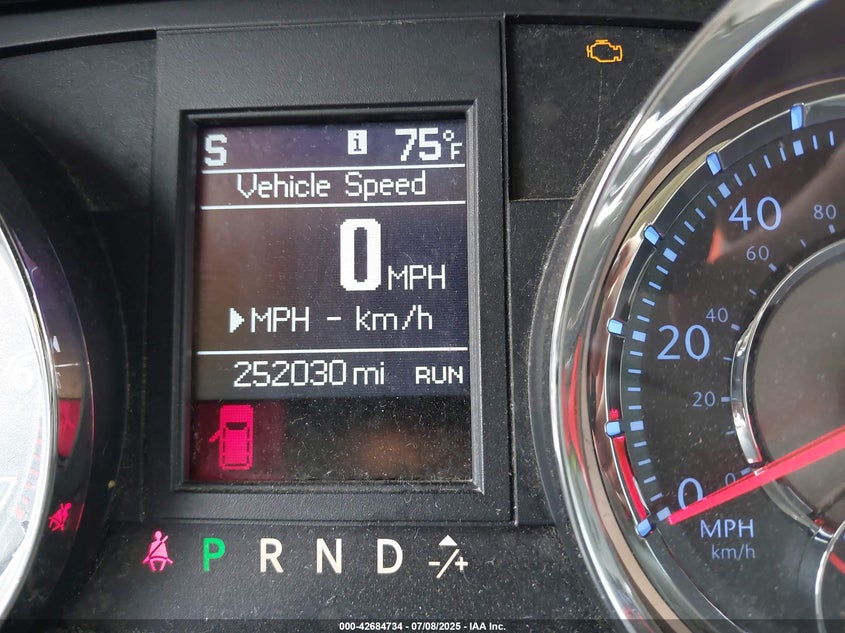 S i 75°F
Vehicle Speed
0 MPH
MPH - km/h
252030 mi RUN
P R N D -/+
40
80
60
40
20
20
0
0
MPH
km/h
000-42684734 / 07/08/2025 - IAA Inc.